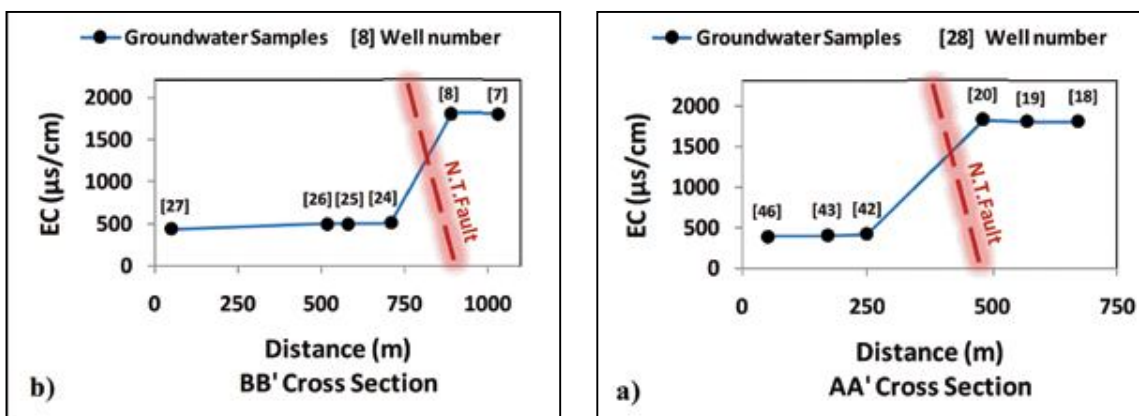 Groundwater Samples [8] Well number
EC (µs/cm)
2000
1500
1000
500
0
[27]
[26] [25] [24]
[8] [7]
N.T.Fault
0 250 500 750 1000
Distance (m)
b) BB' Cross Section
Groundwater Samples [28] Well number
EC (µs/cm)
2000
1500
1000
500
0
[46] [43] [42]
[20] [19] [18]
N.T.Fault
0 250 500 750
Distance (m)
a) AA' Cross Section